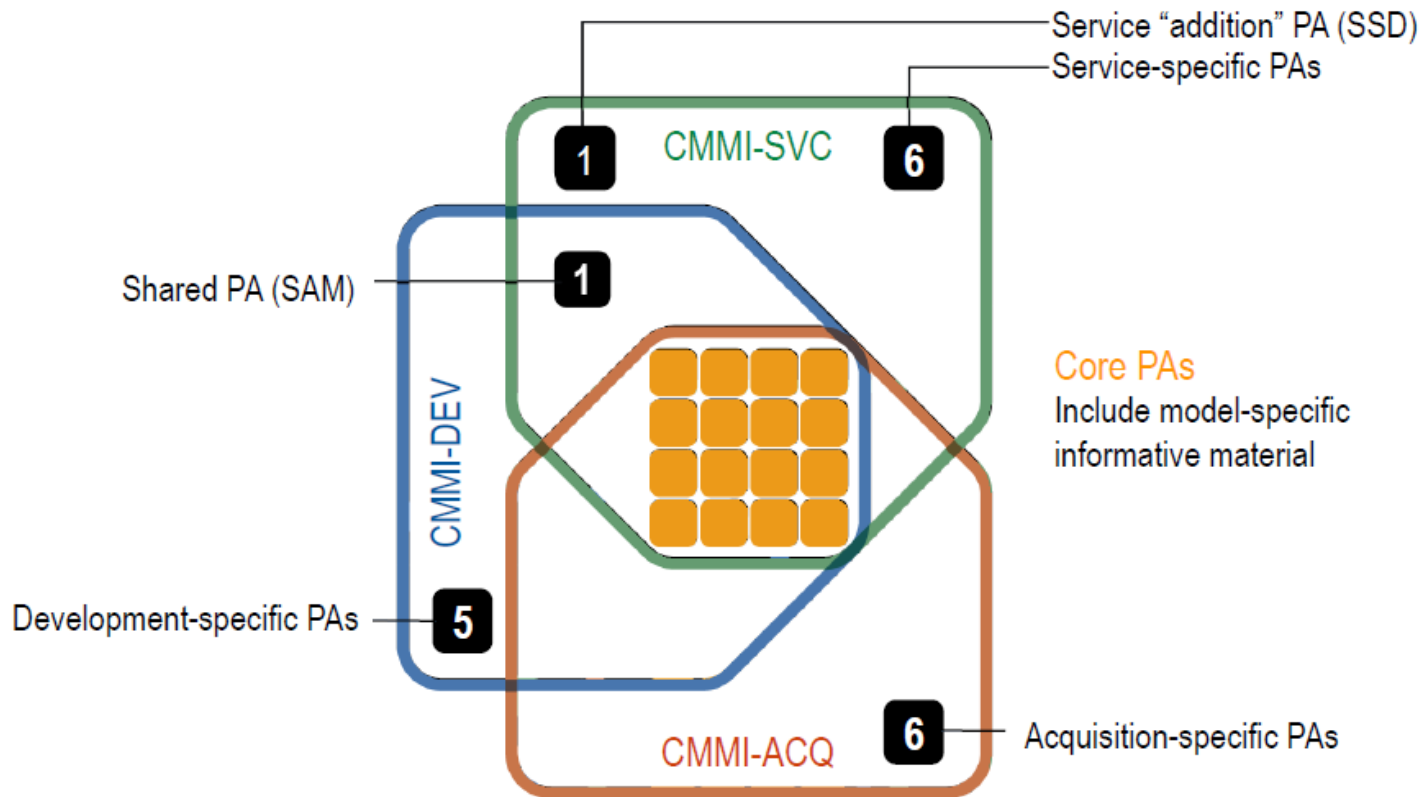 Service “addition” PA (SSD)
Service-specific PAs
1
CMMI-SVC
6
Shared PA (SAM)
1
Core PAs
Include model-specific
informative material
CMMI-DEV
Development-specific PAs
5
6
Acquisition-specific PAs
CMMI-ACQ